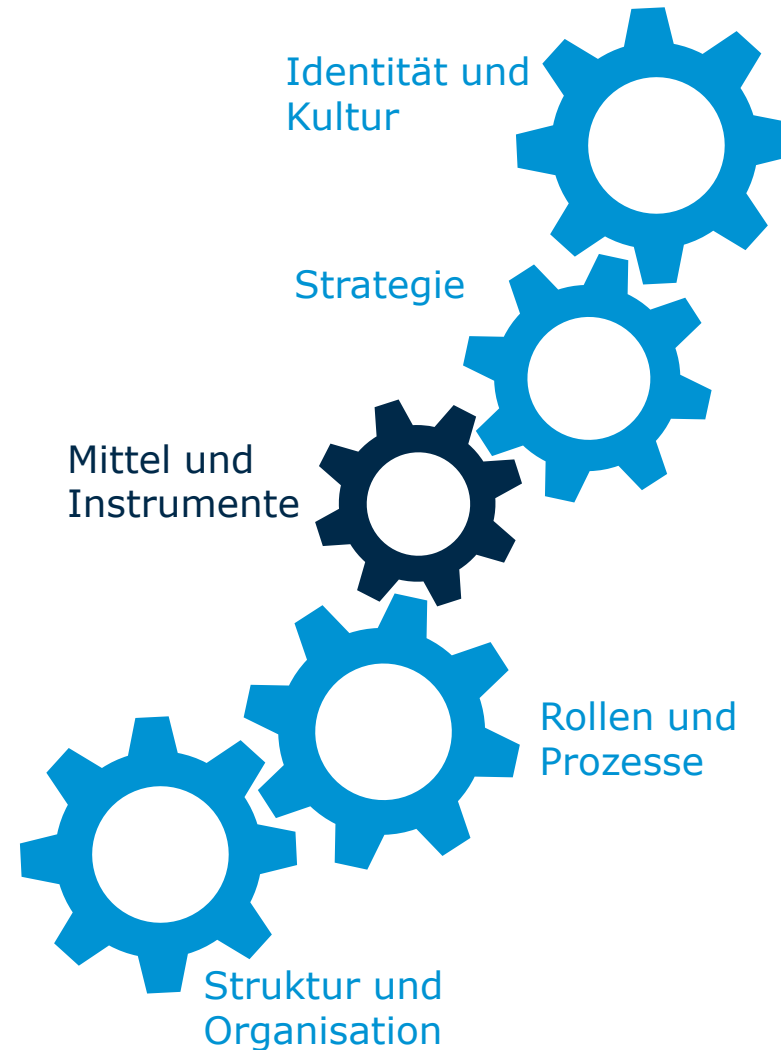 Identität und
Kultur
Strategie
Mittel und
Instrumente
Rollen und
Prozesse
Struktur und
Organisation